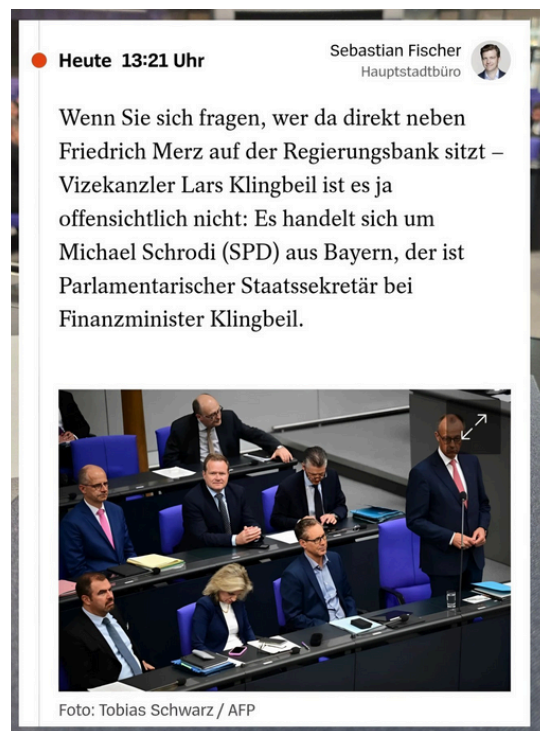 Heute 13:21 Uhr
Sebastian Fischer
Hauptstadtbüro
Wenn Sie sich fragen, wer da direkt neben
Friedrich Merz auf der Regierungsbank sitzt –
Vizekanzler Lars Klingbeil ist es ja
offensichtlich nicht: Es handelt sich um
Michael Schrodi (SPD) aus Bayern, der ist
Parlamentarischer Staatssekretär bei
Finanzminister Klingbeil.
Foto: Tobias Schwarz / AFP